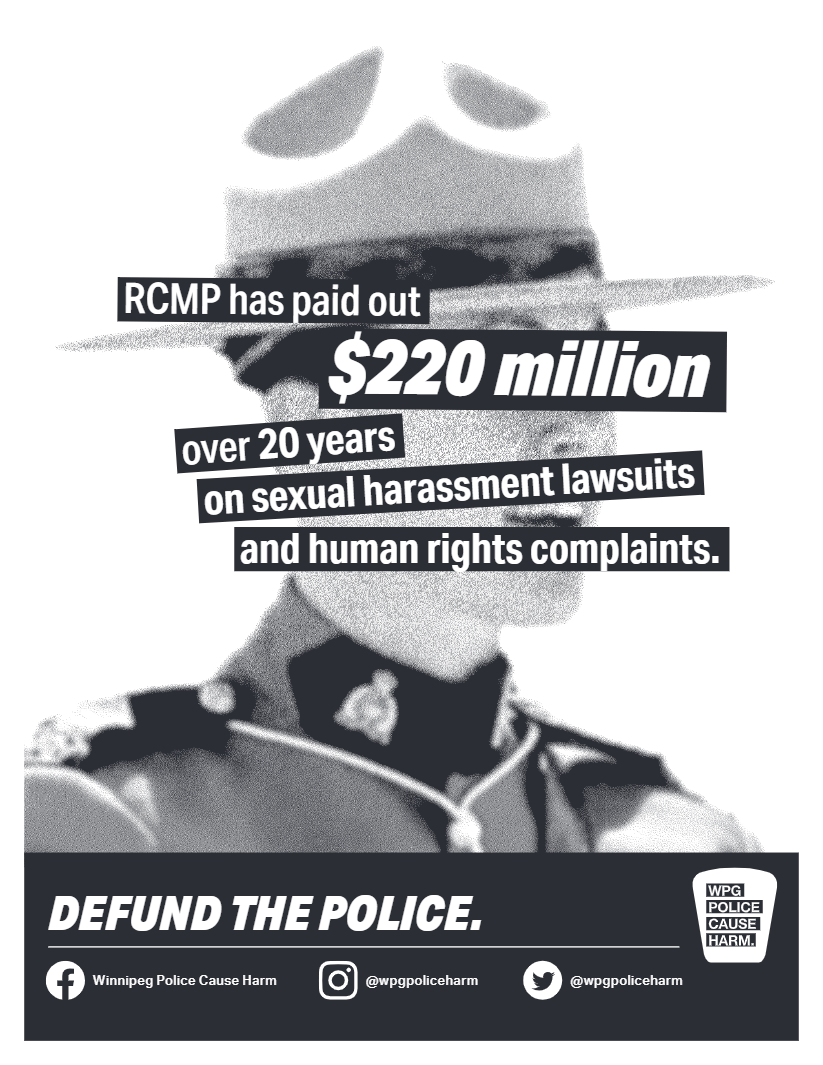 RCMP has paid out
$220 million
over 20 years
on sexual harassment lawsuits
and human rights complaints.
DEFUND THE POLICE.
WPG
POLICE
CAUSE
HARM.
Winnipeg Police Cause Harm
@wpgpoliceharm
@wpgpoliceharm